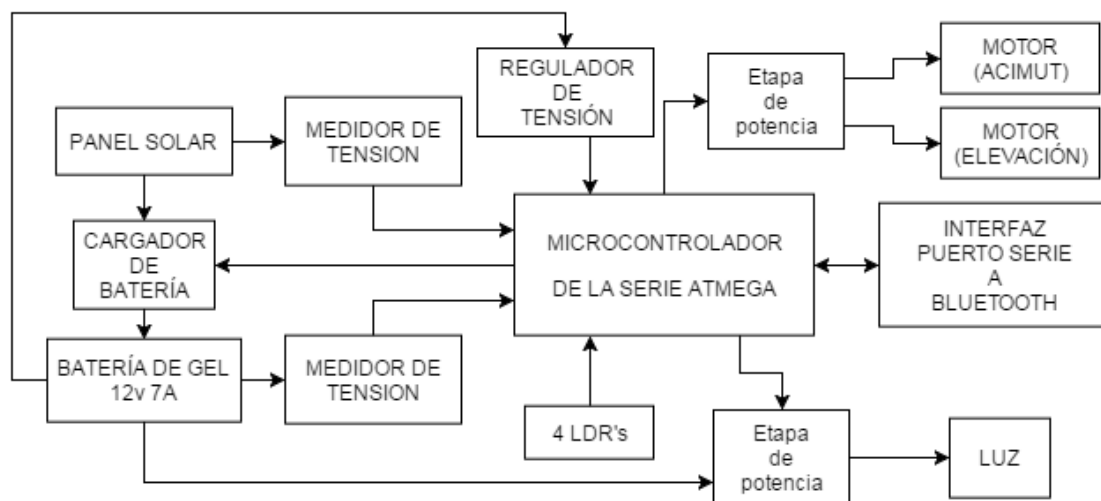 REGULADOR
DE
TENSIÓN
Etapa
de
potencia
MOTOR
(ACIMUT)
MOTOR
(ELEVACIÓN)
PANEL SOLAR
MEDIDOR DE
TENSION
CARGADOR
DE
BATERÍA
MICROCONTROLADOR
DE LA SERIE ATMEGA
INTERFAZ
PUERTO SERIE
A
BLUETOOTH
BATERÍA DE GEL
12v 7A
MEDIDOR DE
TENSION
4 LDR's
Etapa
de
potencia
LUZ